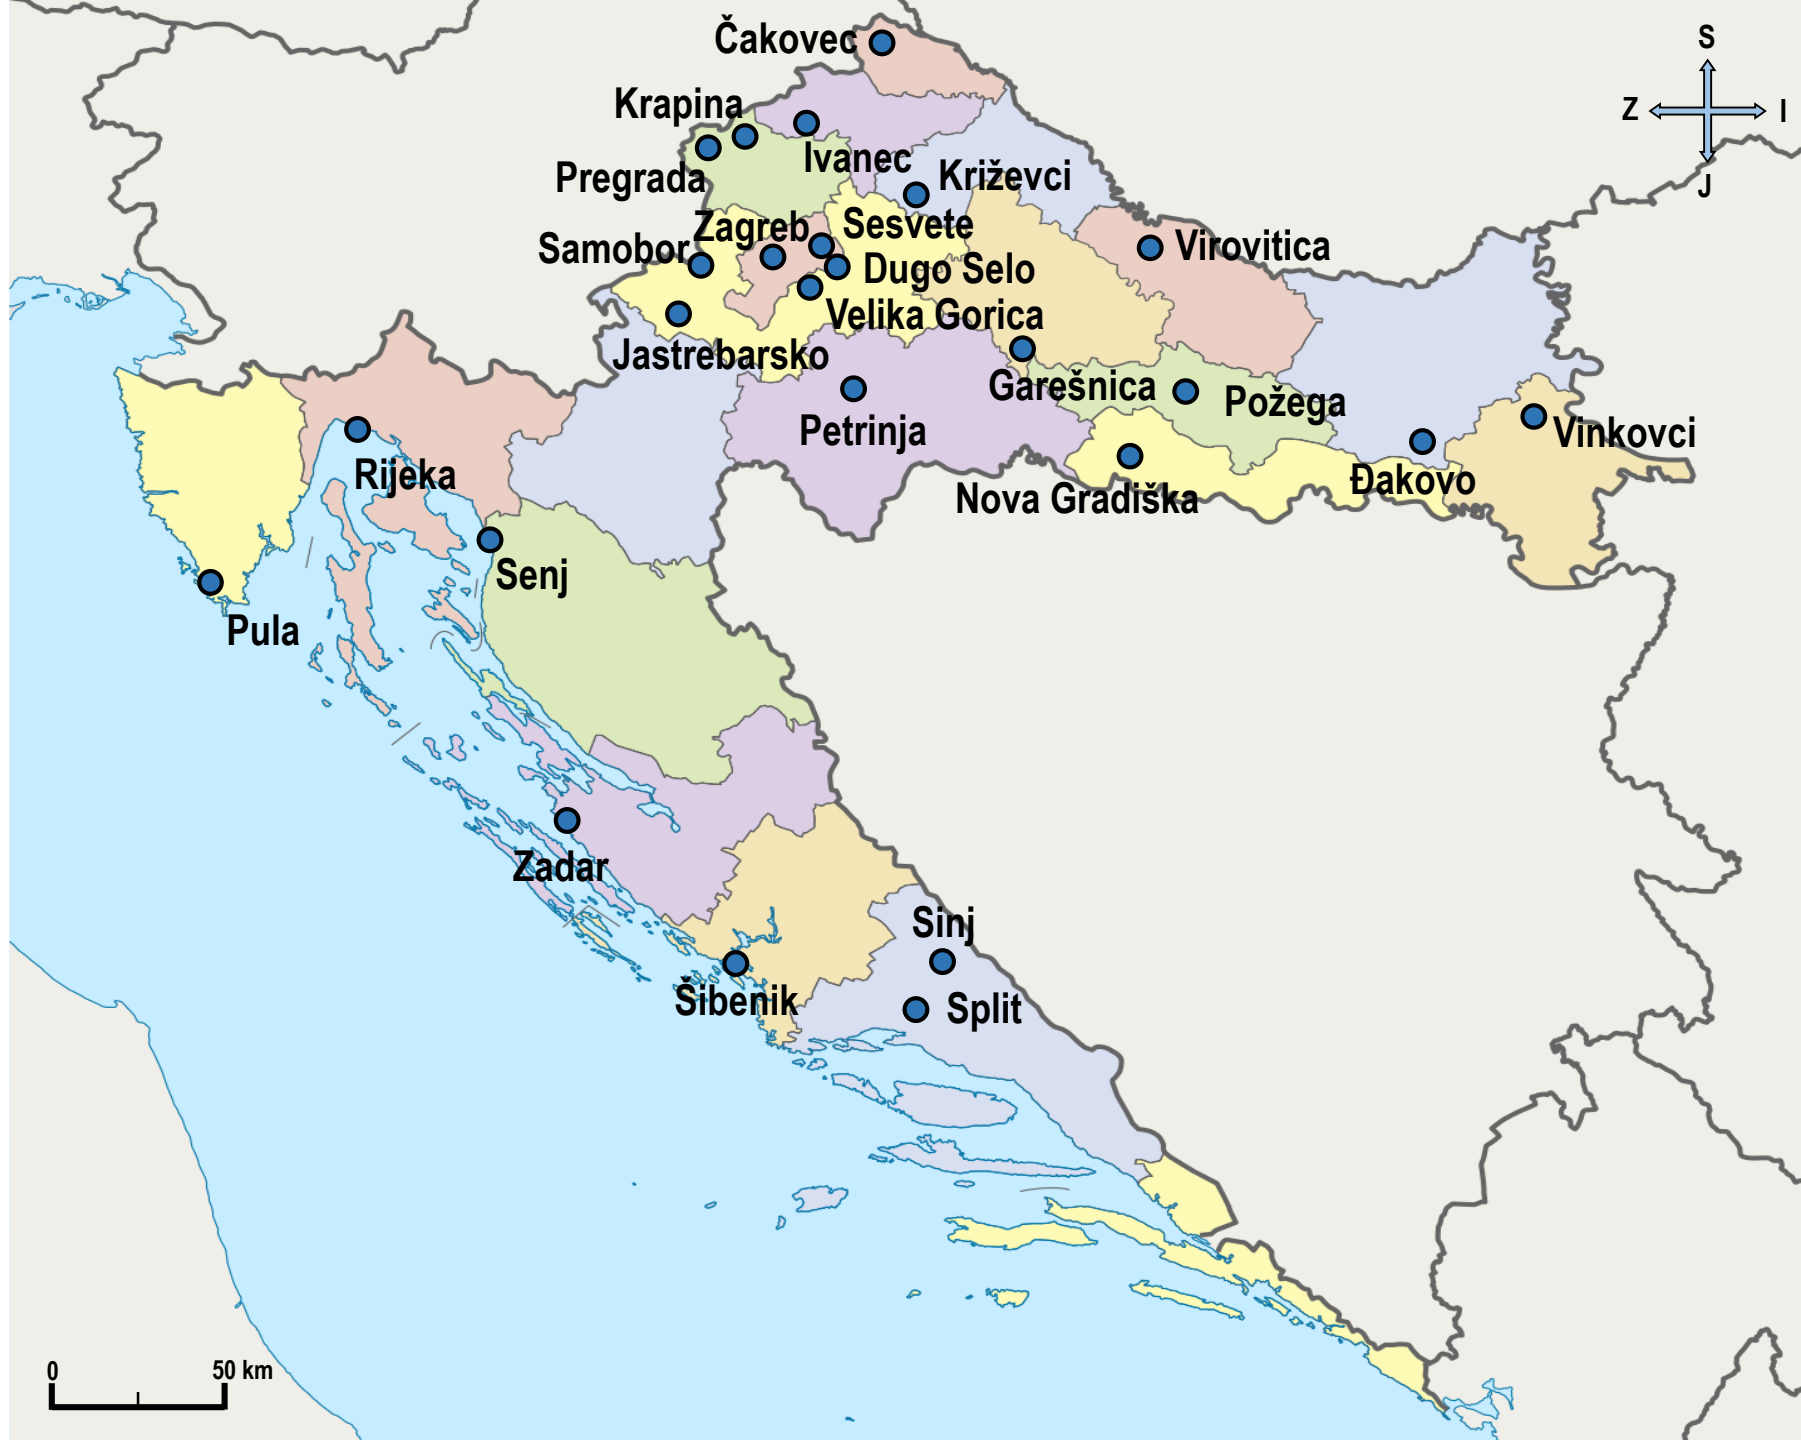 Čakovec
S
Krapina
Z
I
Ivanec
Pregrada
Križevci
J
Zagreb
Sesvete
Samobor
Virovitica
Dugo Selo
Velika Gorica
Jastrebarsko
Garešnica
Požega
Petrinja
Vinkovci
Rijeka
Đakovo
Nova Gradiška
Senj
Pula
Zadar
Sinj
Šibenik
Split
0
50 km